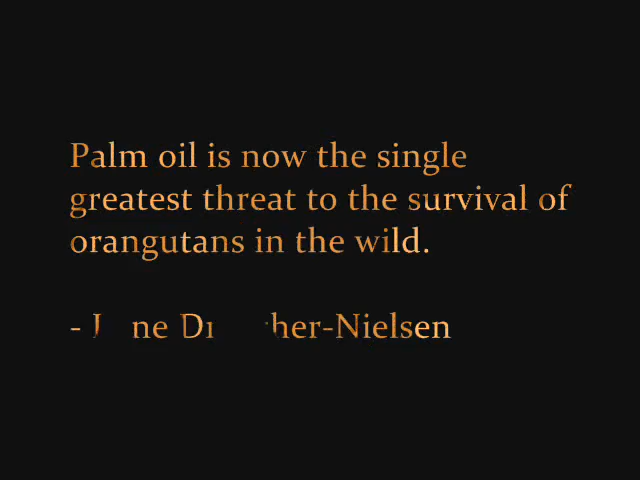 Palm oil is now the single
greatest threat to the survival of
orangutans in the wild.
- her-Nielsen